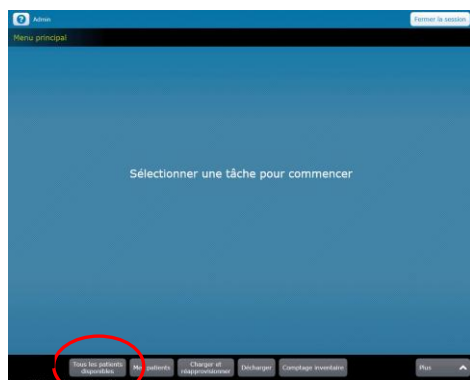 ?
Admin
Fermer la session
Menu principal
Sélectionner une tâche pour commencer
Tous les patients
disponibles
Mes patients
Charger et
réapprovisionner
Décharger
Comptage inventaire
Plus